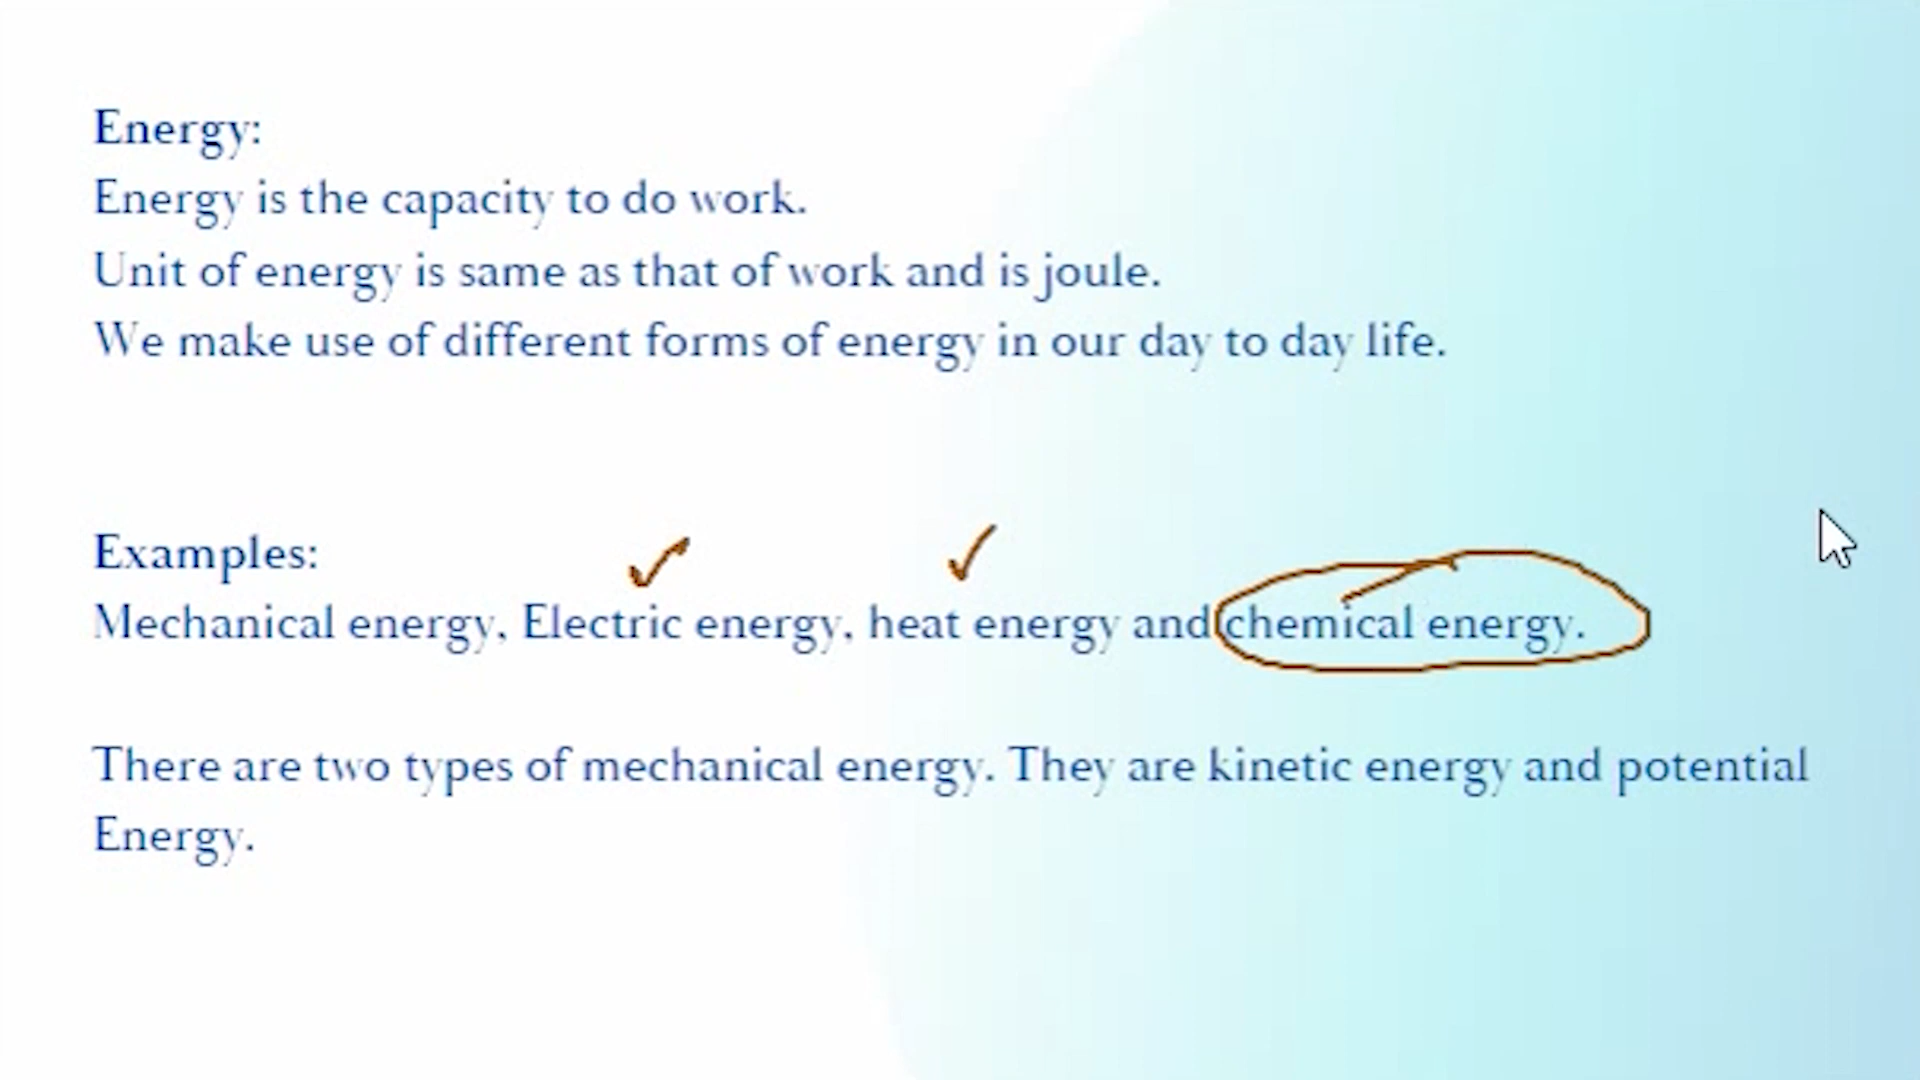 Energy:
Energy is the capacity to do work.
Unit of energy is same as that of work and is joule.
We make use of different forms of energy in our day to day life.
Examples:
Mechanical energy, Electric energy, heat energy and chemical energy.
There are two types of mechanical energy. They are kinetic energy and potential
Energy.